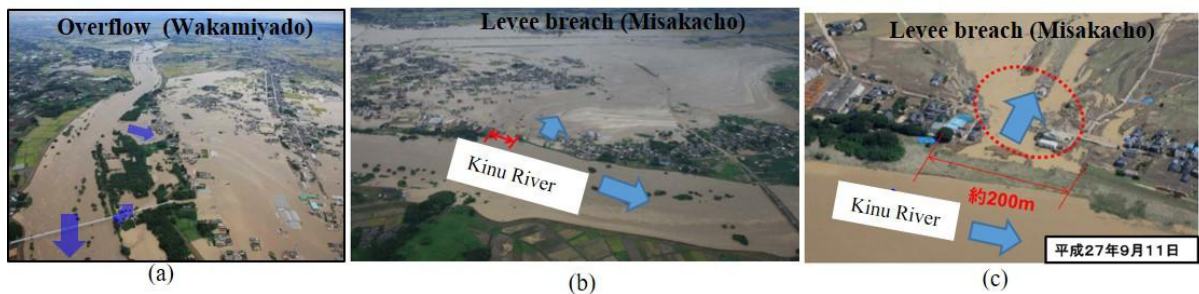 Overflow (Wakamiyado)
(a)
Levee breach (Misakacho)
Kinu River
(b)
Levee breach (Misakacho)
約200m
Kinu River
平成27年9月11日
(c)